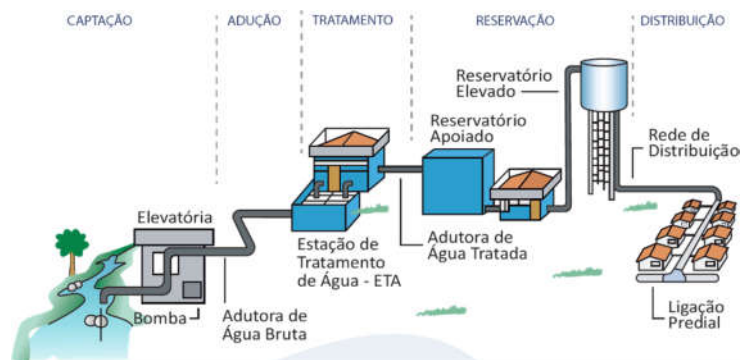 CAPTAÇÃO
ADUÇÃO
TRATAMENTO
RESERVAÇÃO
DISTRIBUIÇÃO
Reservatório
Elevado
Reservatório
Apoiado
Rede de
Distribuição
Elevatória
Estação de
Tratamento
de Água - ETA
Adutora de
Água Tratada
Bomba
Adutora de
Água Bruta
Ligação
Predial